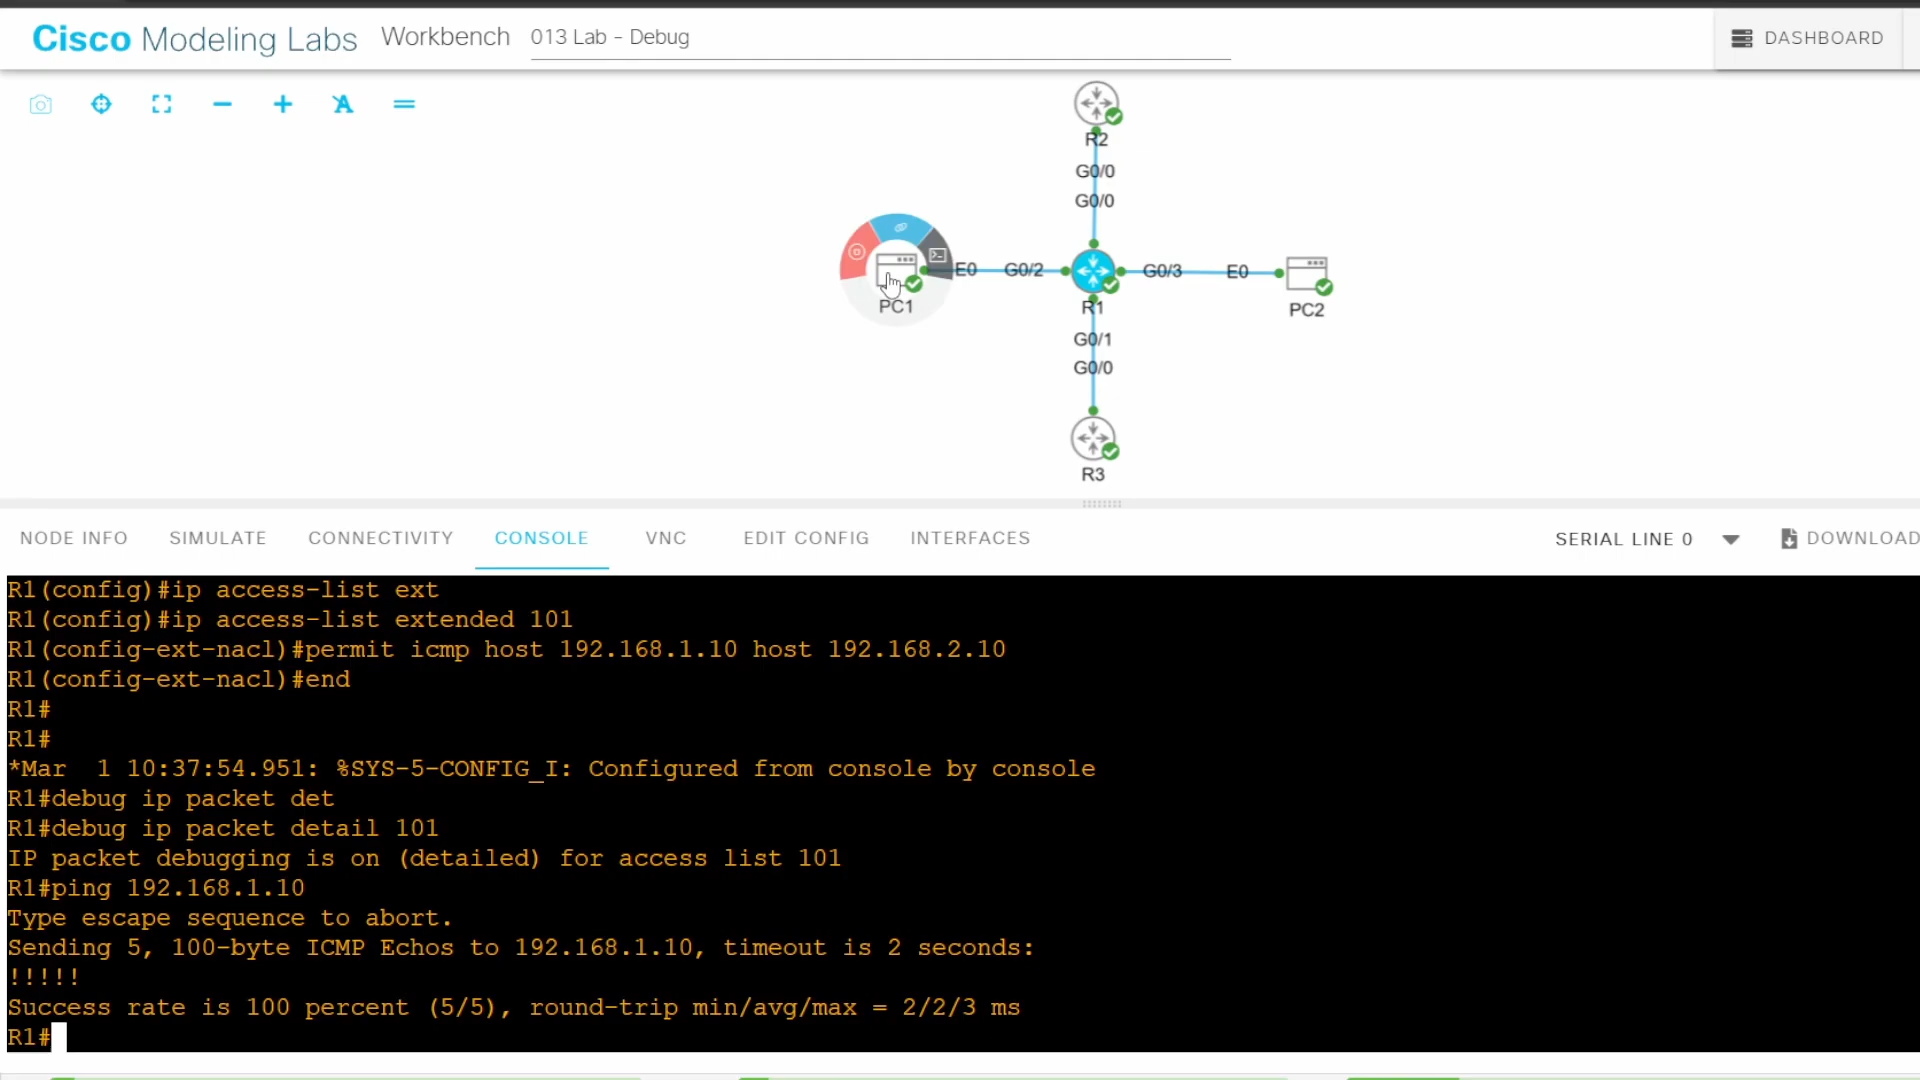 Cisco Modeling Labs Workbench 013 Lab - Debug DASHBOARD
R2
G0/0
G0/0
E0 G0/2 G0/3 E0
PC1 R1 PC2
G0/1
G0/0
R3
NODE INFO SIMULATE CONNECTIVITY CONSOLE VNC EDIT CONFIG INTERFACES SERIAL LINE 0 DOWNLOAD
R1(config)#ip access-list ext
R1(config)#ip access-list extended 101
R1(config-ext-nacl)#permit icmp host 192.168.1.10 host 192.168.2.10
R1(config-ext-nacl)#end
R1#
R1#
*Mar  1 10:37:54.951: %SYS-5-CONFIG_I: Configured from console by console
R1#debug ip packet det
R1#debug ip packet detail 101
IP packet debugging is on (detailed) for access list 101
R1#ping 192.168.1.10
Type escape sequence to abort.
Sending 5, 100-byte ICMP Echos to 192.168.1.10, timeout is 2 seconds:
!!!!!
Success rate is 100 percent (5/5), round-trip min/avg/max = 2/2/3 ms
R1#